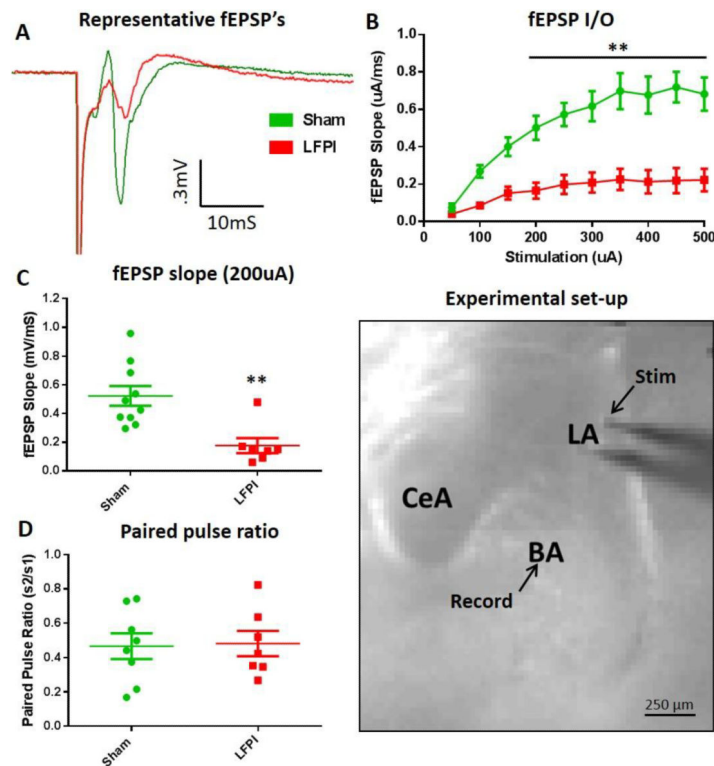 A
Representative fEPSP's
Sham
LFPI
.3mV
10mS
B
fEPSP I/O
**
fEPSP Slope (uA/ms)
0.8
0.6
0.4
0.2
0.0
0
100
200
300
400
500
Stimulation (uA)
C
fEPSP slope (200uA)
fEPSP Slope (mV/mS)
1.2
1.0
0.8
0.6
0.4
0.2
0.0
**
Sham
LFPI
D
Paired pulse ratio
Paired Pulse Ratio (s2/s1)
1.0
0.8
0.6
0.4
0.2
0.0
Sham
LFPI
Experimental set-up
Stim
LA
CeA
BA
Record
250 µm